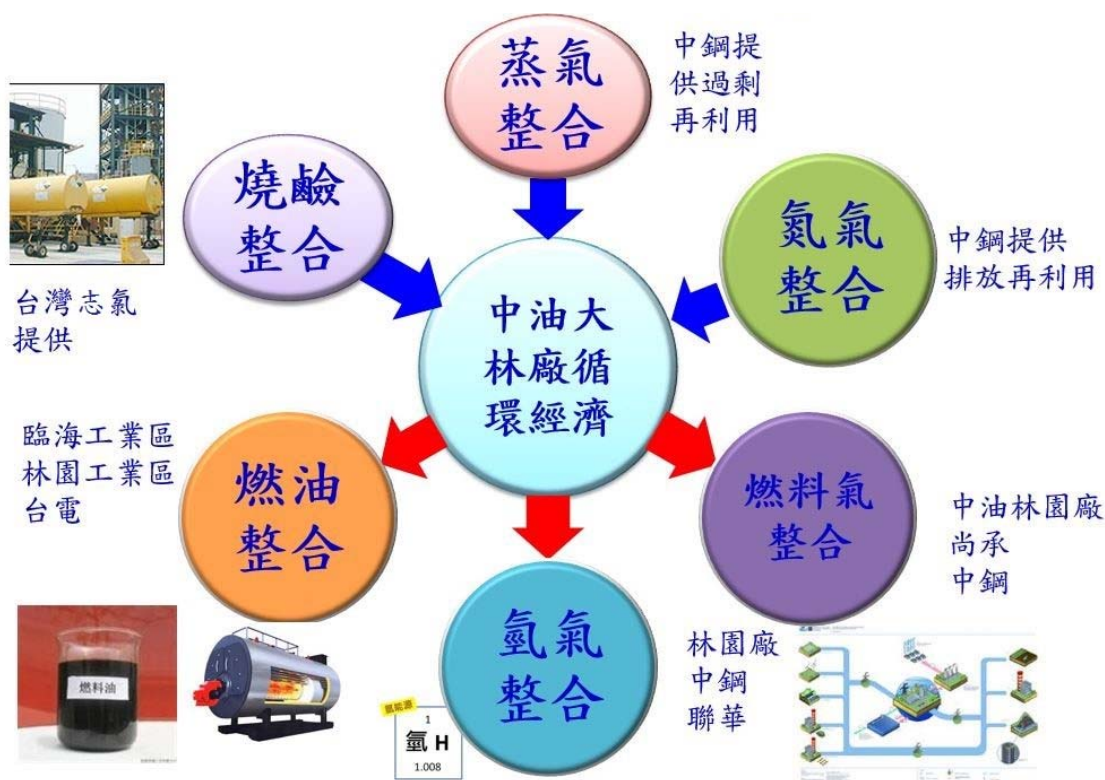 蒸氣
整合
中鋼提
供過剩
再利用
燒鹼
整合
台灣志氯
提供
氮氣
整合
中鋼提供
排放再利用
中油大
林廠循
環經濟
臨海工業區
林園工業區
台電
燃油
整合
燃料氣
整合
中油林園廠
尚承
中鋼
氫氣
整合
林園廠
中鋼
聯華
燃料油
氫能源
1
氫 H
1.008